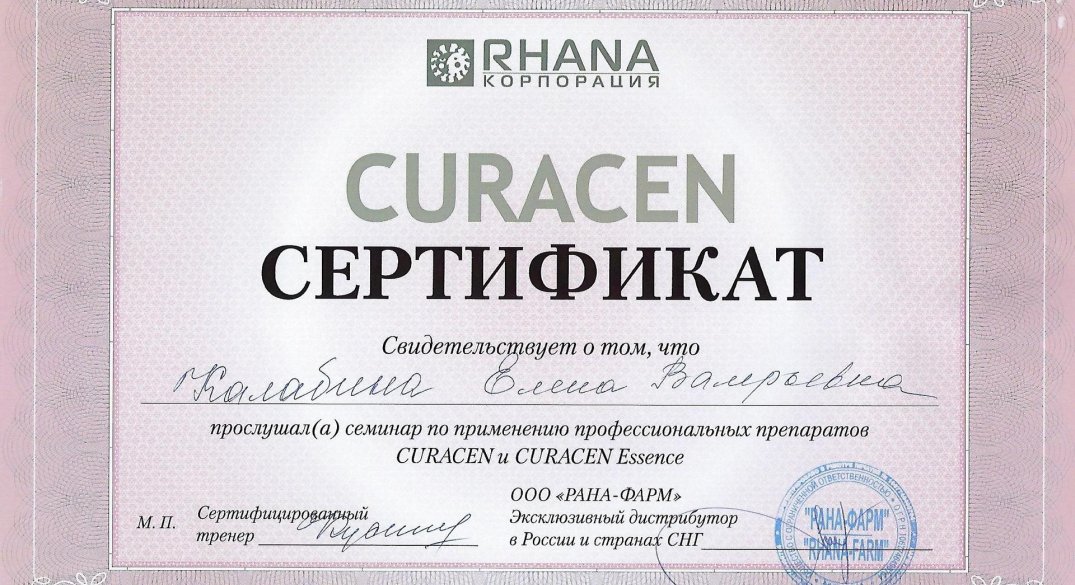 RHANA
КОРПОРАЦИЯ
CURACEN
СЕРТИФИКАТ
Свидетельствует о том, что
Калабина Елена Валерьевна
прослушал(а) семинар по применению профессиональных препаратов
CURACEN и CURACEN Essence
М. П.
Сертифицированный
тренер
ООО «РАНА-ФАРМ»
Эксклюзивный дистрибутор
в России и странах СНГ
"РАНА-ФАРМ"
"RHANA-FARM"